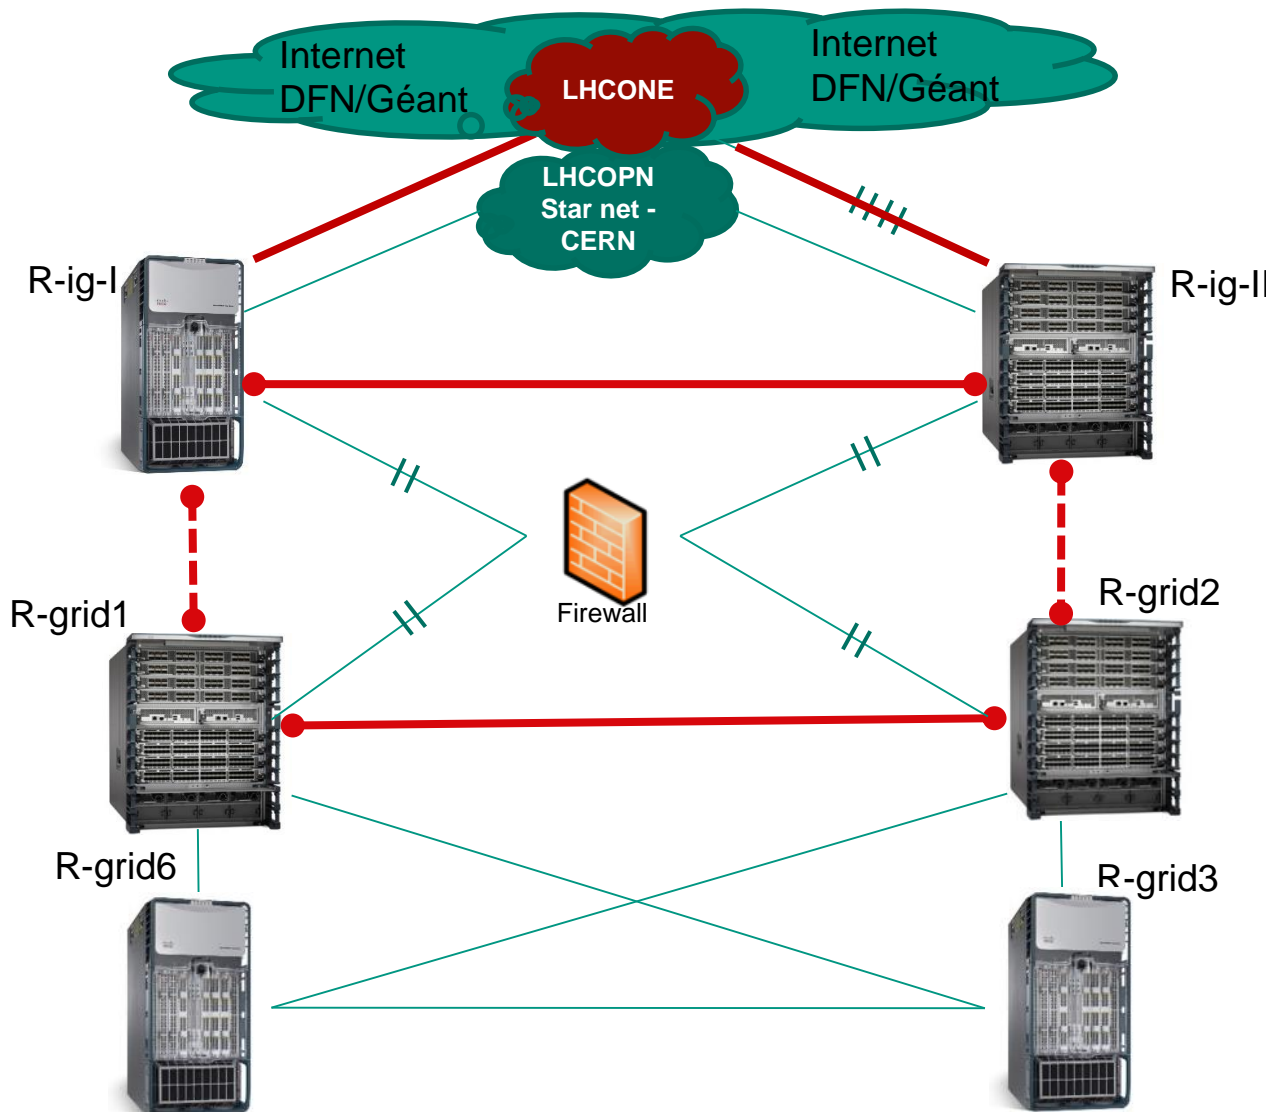 Internet
DFN/Géant
Internet
DFN/Géant
LHCONE
LHCOPN
Star net -
CERN
R-ig-I
R-ig-II
Firewall
R-grid1
R-grid2
R-grid6
R-grid3